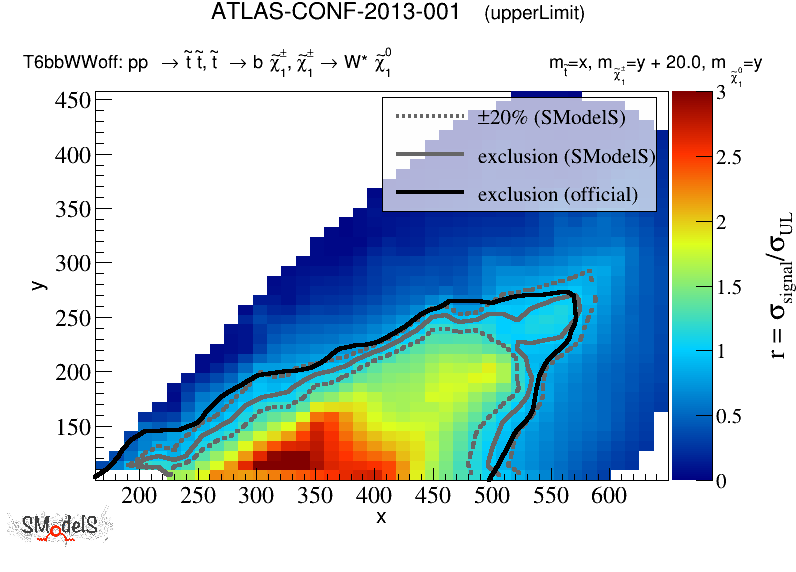 ATLAS-CONF-2013-001 (upperLimit)
T6bbWWoff: pp → t̃ t̃, t̃ → b χ̃₁±, χ̃₁± → W* χ̃₁⁰
m_t̃=x, m_χ̃₁±=y + 20.0, m_χ̃₁⁰=y
±20% (SModelS)
exclusion (SModelS)
exclusion (official)
450
400
350
300
250
200
150
y
200 250 300 350 400 450 500 550 600
x
3
2.5
2
1.5
1
0.5
0
r = σsignal/σUL
SModelS